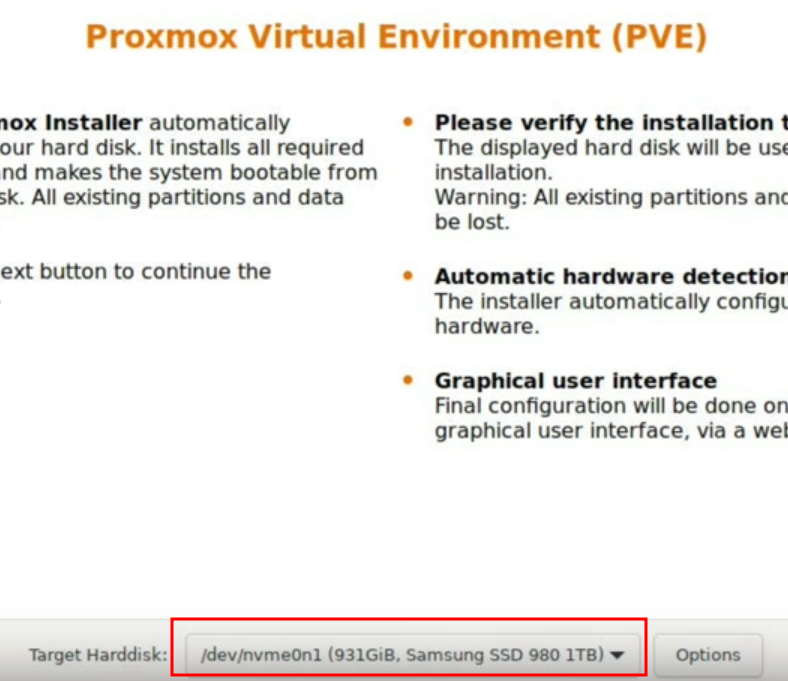 Proxmox Virtual Environment (PVE)
mox Installer automatically
our hard disk. It installs all required
nd makes the system bootable from
sk. All existing partitions and data
ext button to continue the
• Please verify the installation t
The displayed hard disk will be use
installation.
Warning: All existing partitions and
be lost.
• Automatic hardware detection
The installer automatically configu
hardware.
• Graphical user interface
Final configuration will be done on
graphical user interface, via a web
Target Harddisk: /dev/nvme0n1 (931GiB, Samsung SSD 980 1TB) Options